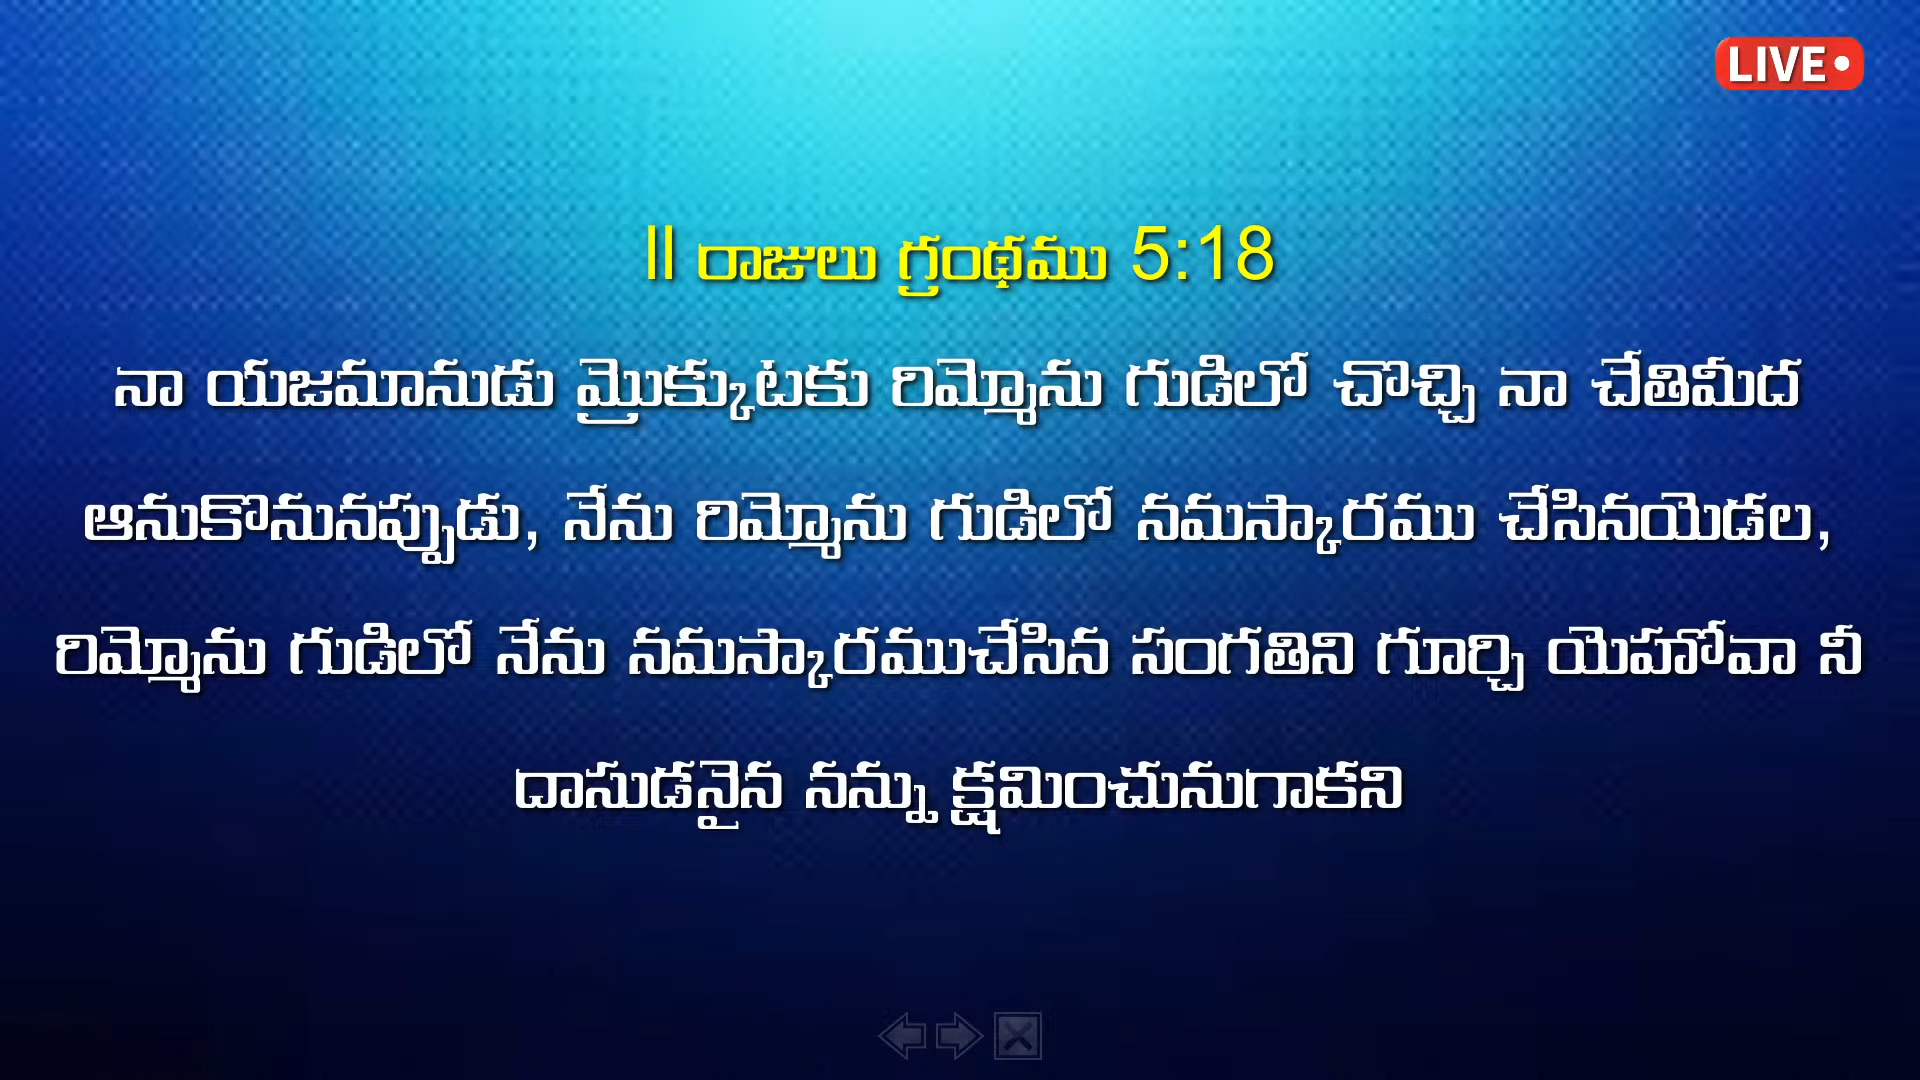 LIVE
II రాజులు గ్రంథము 5:18
నా యజమానుడు మ్రొక్కుటకు రిమ్మోను గుడిలో చొచ్చి నా చేతిమీద
ఆనుకొనునప్పుడు, నేను రిమ్మోను గుడిలో నమస్కారము చేసినయెడల,
రిమ్మోను గుడిలో నేను నమస్కారముచేసిన సంగతిని గూర్చి యెహోవా నీ
దాసుడనైన నన్ను క్షమించునుగాకని